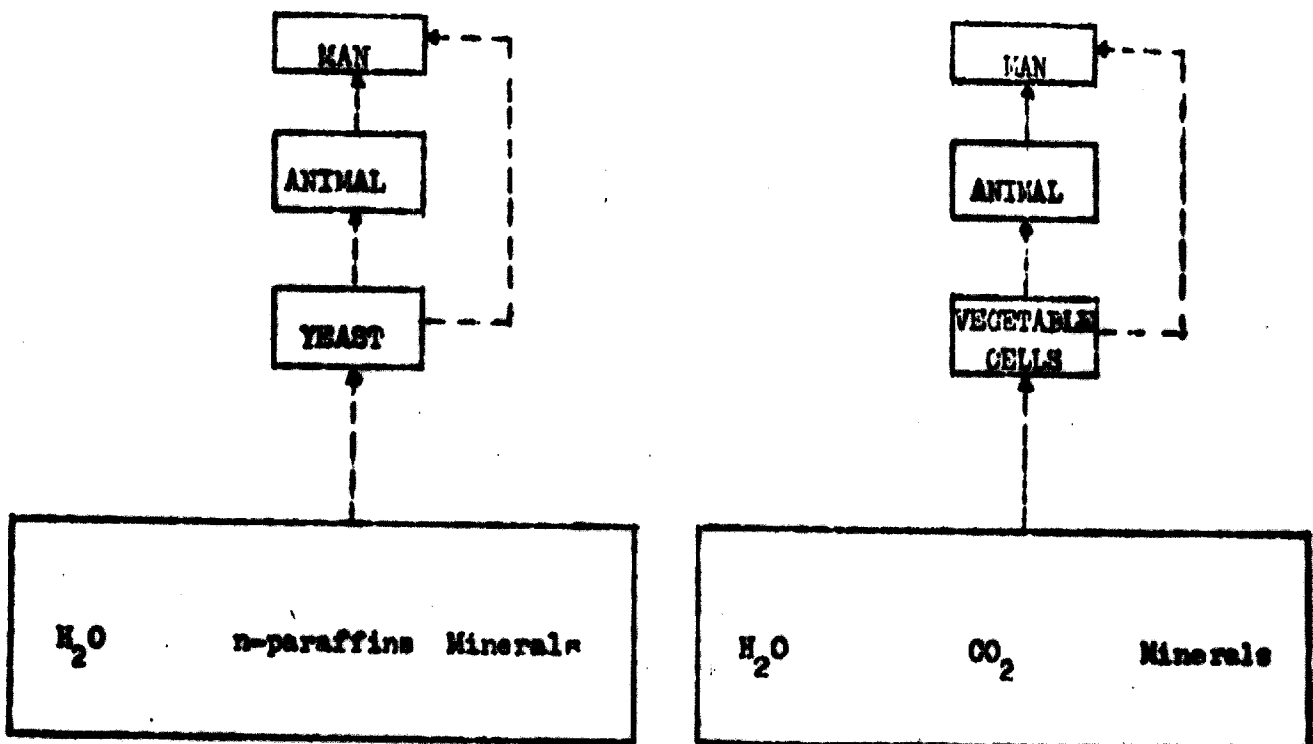 MAN
ANIMAL
YEAST
H₂O n-paraffins Minerals
MAN
ANIMAL
VEGETABLE
CELLS
H₂O CO₂ Minerals